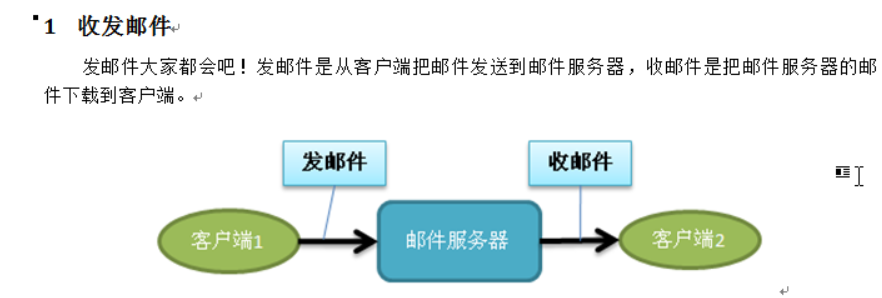 1 收发邮件
发邮件大家都会吧！发邮件是从客户端把邮件发送到邮件服务器，收邮件是把邮件服务器的邮
件下载到客户端。
发邮件
收邮件
客户端1
邮件服务器
客户端2